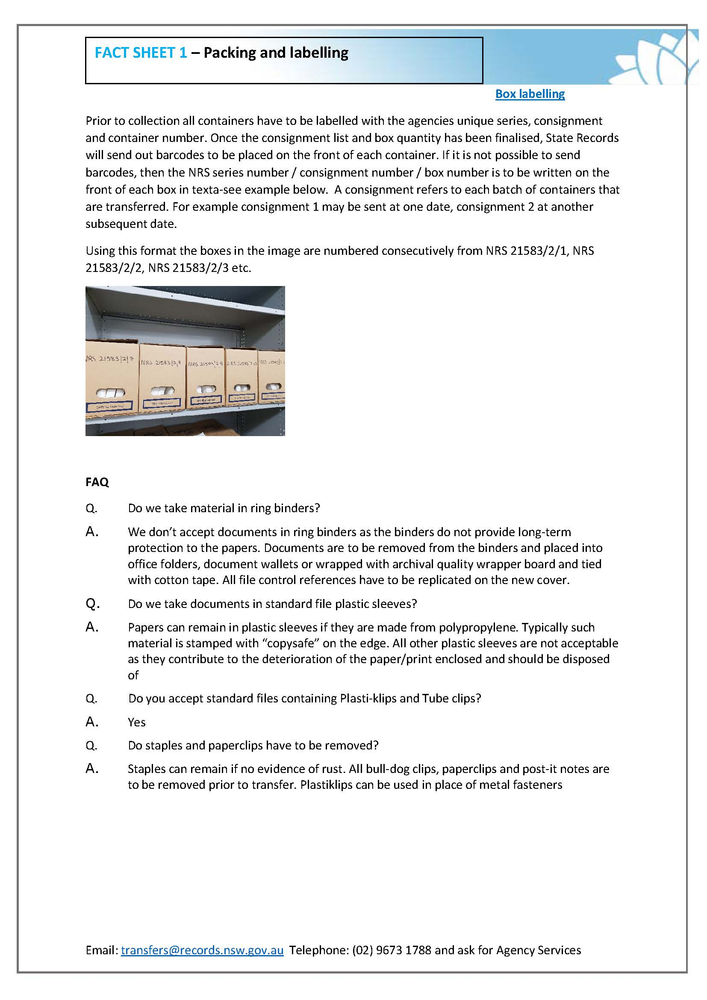 FACT SHEET 1 – Packing and labelling
Box labelling
Prior to collection all containers have to be labelled with the agencies unique series, consignment
and container number. Once the consignment list and box quantity has been finalised, State Records
will send out barcodes to be placed on the front of each container. If it is not possible to send
barcodes, then the NRS series number / consignment number / box number is to be written on the
front of each box in texta-see example below.  A consignment refers to each batch of containers that
are transferred. For example consignment 1 may be sent at one date, consignment 2 at another
subsequent date.
Using this format the boxes in the image are numbered consecutively from NRS 21583/2/1, NRS
21583/2/2, NRS 21583/2/3 etc.
NRS 21583/2/7
NRS 21583/2/8
NRS 21583/2/9
FAQ
Q. Do we take material in ring binders?
A. We don’t accept documents in ring binders as the binders do not provide long-term
protection to the papers. Documents are to be removed from the binders and placed into
office folders, document wallets or wrapped with archival quality wrapper board and tied
with cotton tape. All file control references have to be replicated on the new cover.
Q. Do we take documents in standard file plastic sleeves?
A. Papers can remain in plastic sleeves if they are made from polypropylene. Typically such
material is stamped with “copysafe” on the edge. All other plastic sleeves are not acceptable
as they contribute to the deterioration of the paper/print enclosed and should be disposed
of
Q. Do you accept standard files containing Plasti-klips and Tube clips?
A. Yes
Q. Do staples and paperclips have to be removed?
A. Staples can remain if no evidence of rust. All bull-dog clips, paperclips and post-it notes are
to be removed prior to transfer. Plastiklips can be used in place of metal fasteners
Email: transfers@records.nsw.gov.au  Telephone: (02) 9673 1788 and ask for Agency Services